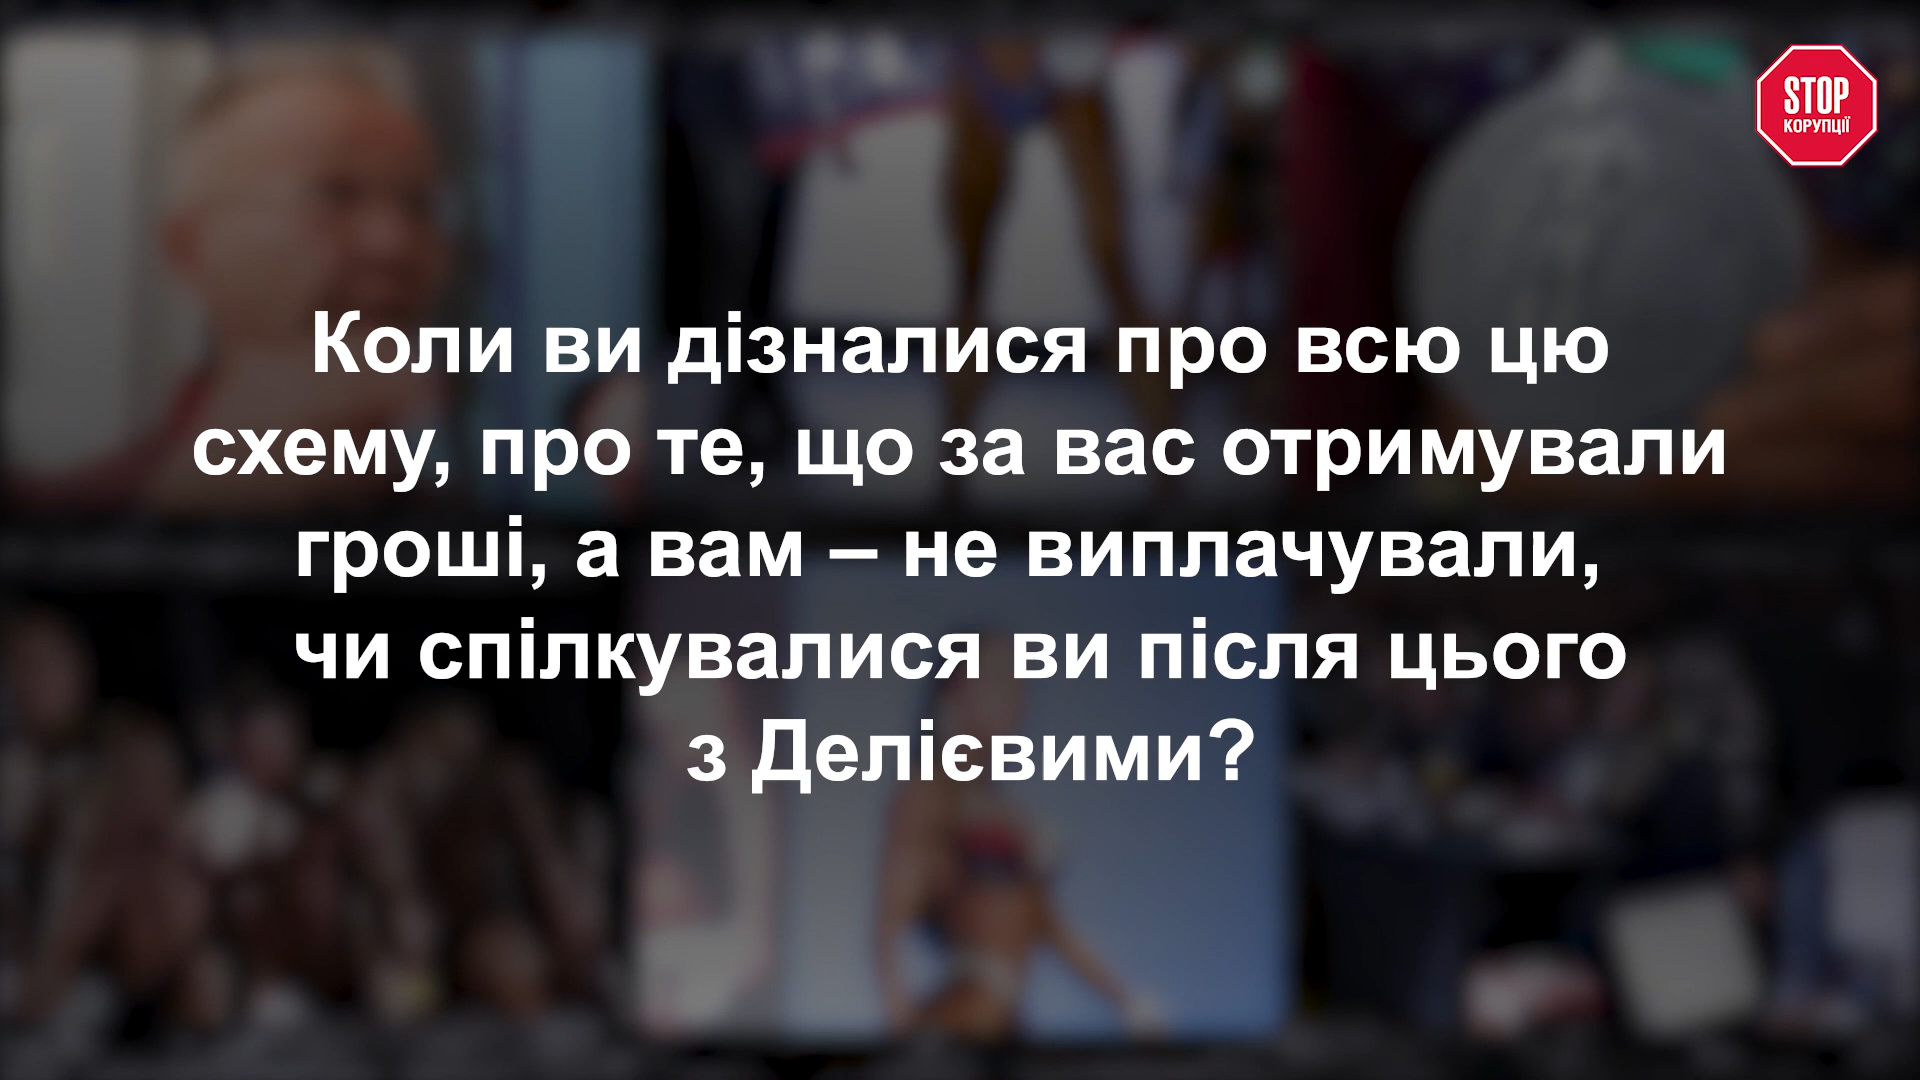 STOP
КОРУПЦІЇ
Коли ви дізналися про всю цю
схему, про те, що за вас отримували
гроші, а вам – не виплачували,
чи спілкувалися ви після цього
з Делієвими?